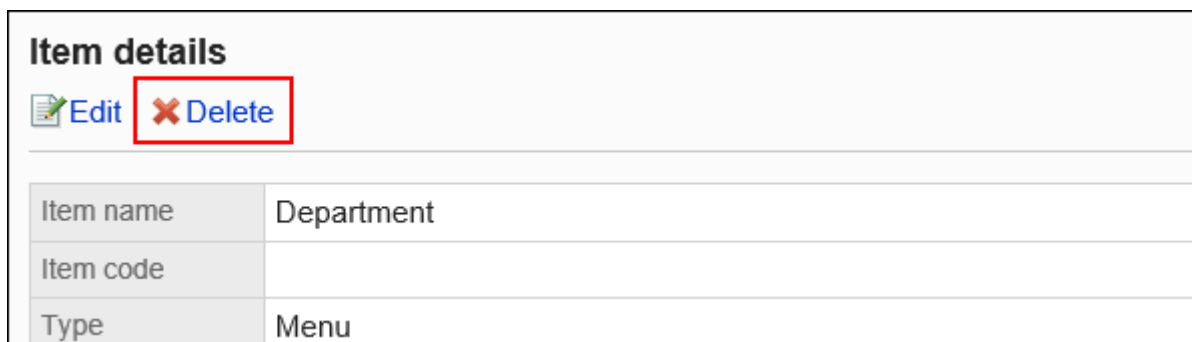 Item details
Edit Delete
Item name Department
Item code
Type Menu